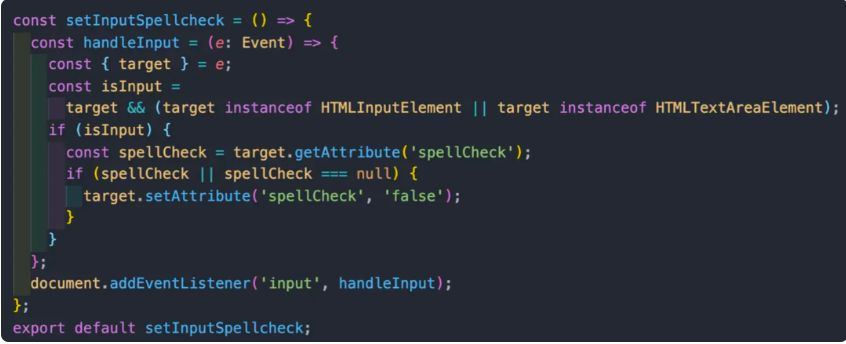 const setInputSpellcheck = () => {
const handleInput = (e: Event) => {
const { target } = e;
const isInput =
target && (target instanceof HTMLInputElement || target instanceof HTMLTextAreaElement);
if (isInput) {
const spellCheck = target.getAttribute('spellCheck');
if (spellCheck || spellCheck === null) {
target.setAttribute('spellCheck', 'false');
}
}
};
document.addEventListener('input', handleInput);
};
export default setInputSpellcheck;